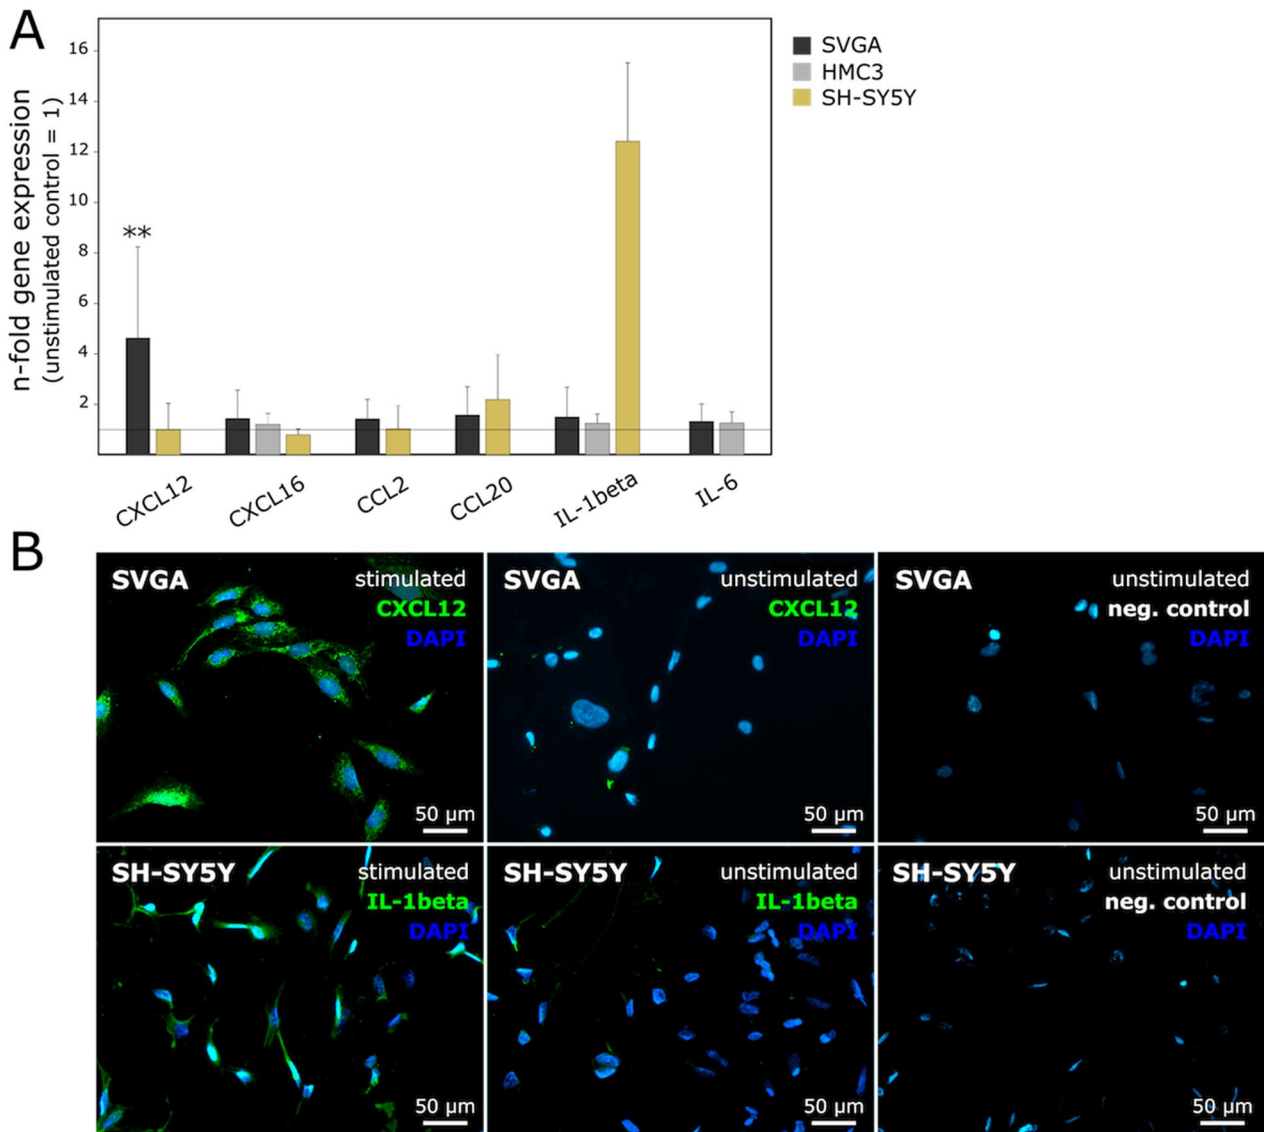 A
n-fold gene expression
(unstimulated control = 1)
16
14
12
10
8
6
4
2
**
SVGA
HMC3
SH-SY5Y
CXCL12
CXCL16
CCL2
CCL20
IL-1beta
IL-6
B
SVGA
stimulated
CXCL12
DAPI
50 µm
SVGA
unstimulated
CXCL12
DAPI
50 µm
SVGA
unstimulated
neg. control
DAPI
50 µm
SH-SY5Y
stimulated
IL-1beta
DAPI
50 µm
SH-SY5Y
unstimulated
IL-1beta
DAPI
50 µm
SH-SY5Y
unstimulated
neg. control
DAPI
50 µm